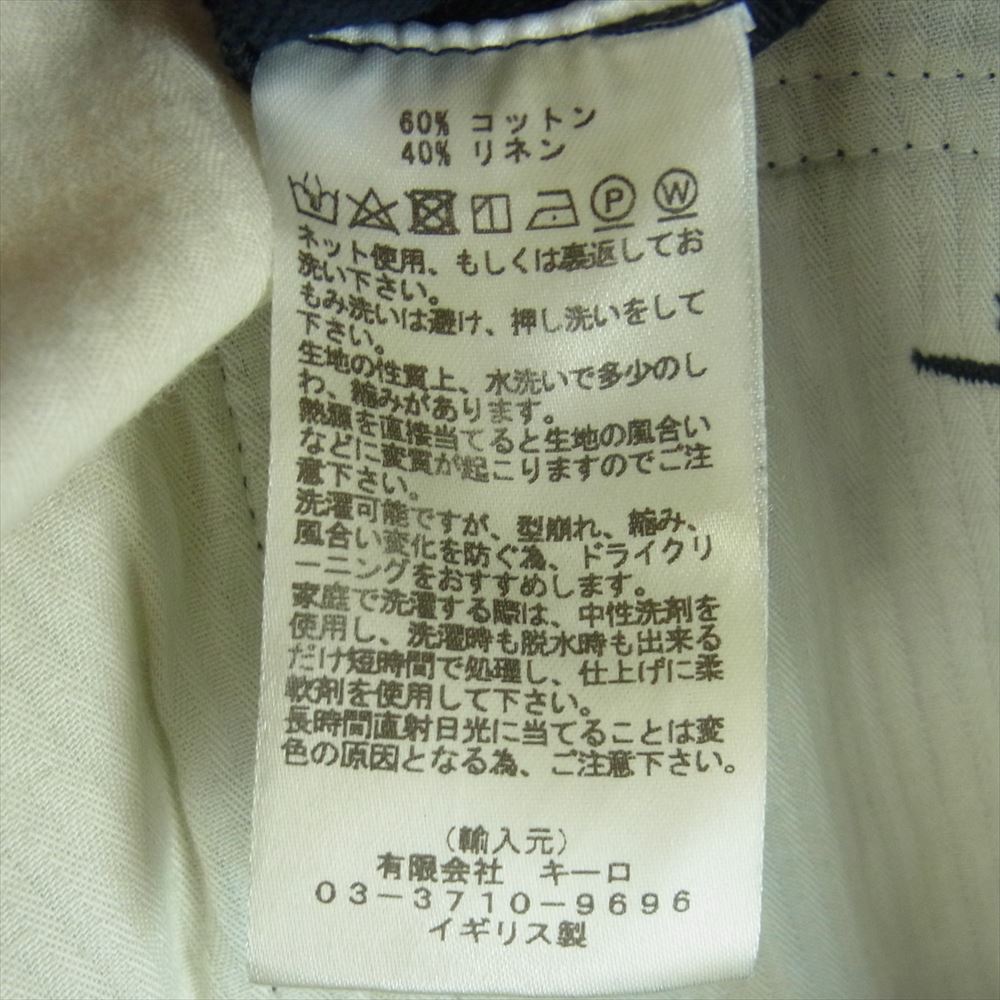 60% コットン
40% リネン
P
W
ネット使用、もしくは裏返してお
洗い下さい。
もみ洗いは避け、押し洗いをして
下さい。
生地の性質上、水洗いで多少のし
わ、縮みがあります。
熱源を直接当てると生地の風合い
などに変質が起こりますのでご注
意下さい。
洗濯可能ですが、型崩れ、縮み、
風合い変化を防ぐ為、ドライクリ
ーニングをおすすめします。
家庭で洗濯する際は、中性洗剤を
使用し、洗濯時も脱水時も出来る
だけ短時間で処理し、仕上げに柔
軟剤を使用して下さい。
長時間直射日光に当てることは変
色の原因となる為、ご注意下さい。
(輸入元)
有限会社 キーロ
03-3710-9696
イギリス製